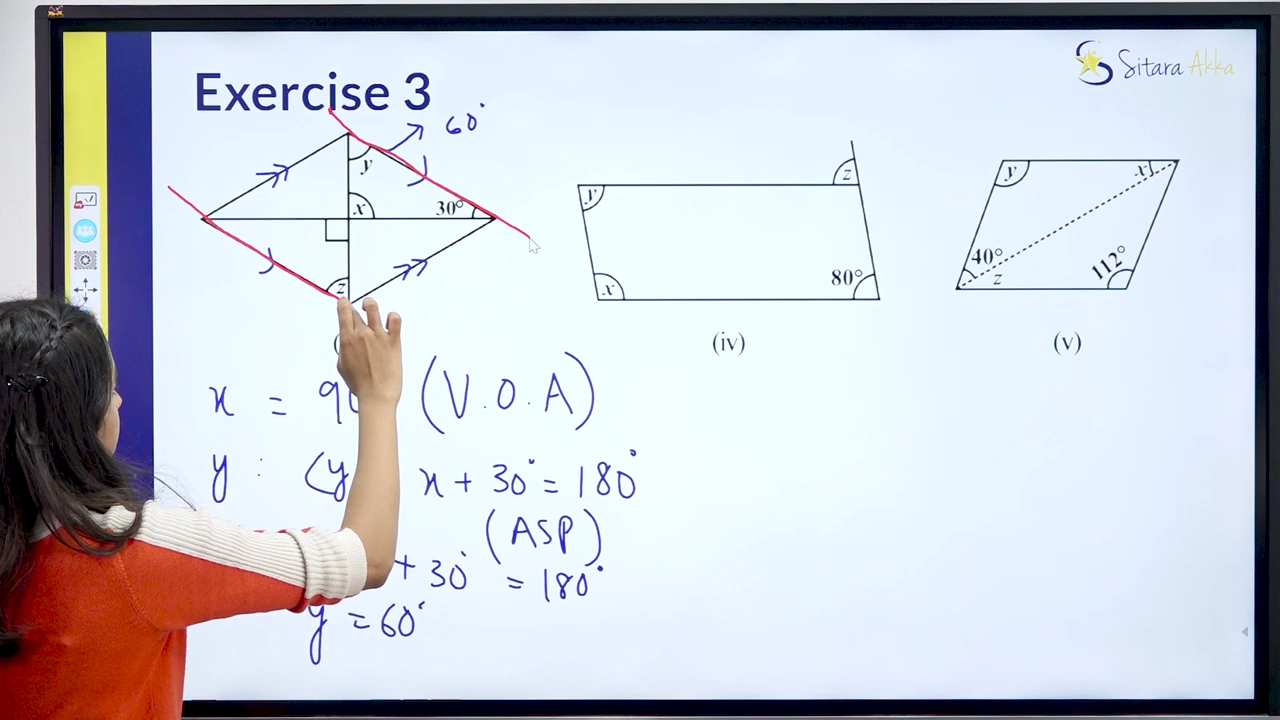 Sitara Akka
Exercise 3
60°
y
x
30°
z
y
z
x
80°
(iv)
y
x
40°
z
112°
(v)
x = 9 (V.O.A)
y : (y x + 30° = 180°
(ASP)
+ 30° = 180°
y = 60°